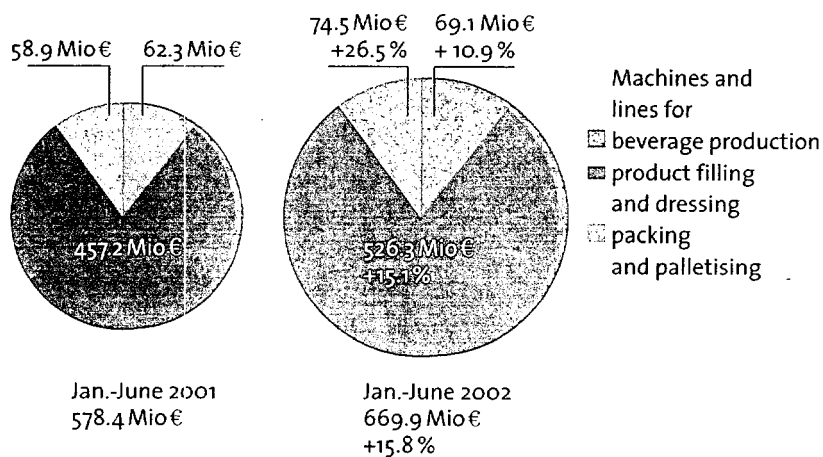 58.9 Mio € 62.3 Mio €
457.2 Mio €
Jan.-June 2001
578.4 Mio €
74.5 Mio € 69.1 Mio €
+26.5 % + 10.9 %
526.3 Mio €
+15.1%
Jan.-June 2002
669.9 Mio €
+15.8 %
Machines and
lines for
beverage production
product filling
and dressing
packing
and palletising